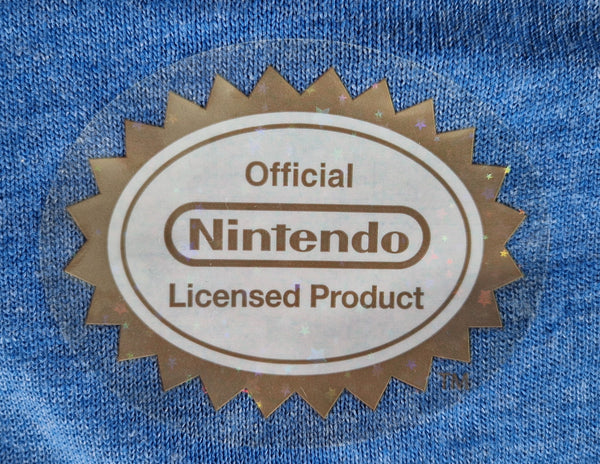 Official
Nintendo
Licensed Product
TM